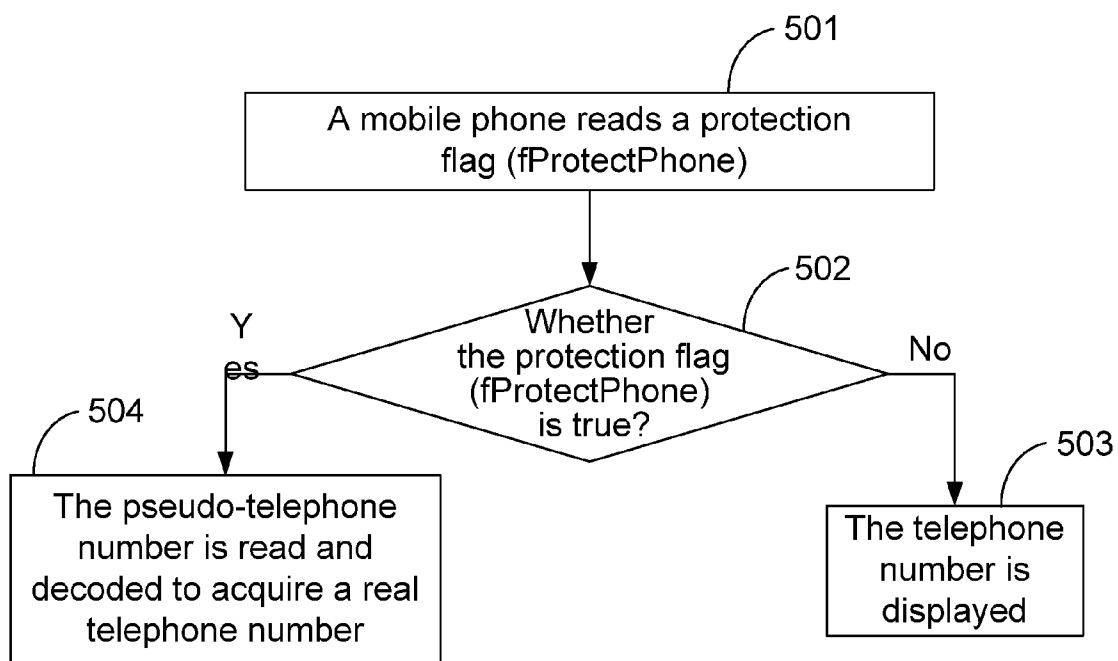 501
A mobile phone reads a protection
flag (fProtectPhone)
502
Whether
the protection flag
(fProtectPhone)
is true?
Y
es
No
504
The pseudo-telephone
number is read and
decoded to acquire a real
telephone number
503
The telephone
number is
displayed